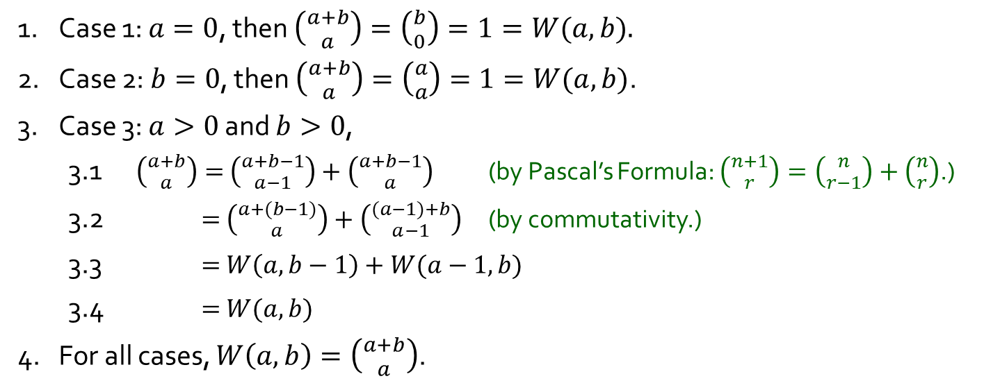 1. Case 1: $a = 0$, then $\binom{a+b}{a} = \binom{b}{0} = 1 = W(a, b)$.
2. Case 2: $b = 0$, then $\binom{a+b}{a} = \binom{a}{a} = 1 = W(a, b)$.
3. Case 3: $a > 0$ and $b > 0$,
3.1 $\binom{a+b}{a} = \binom{a+b-1}{a-1} + \binom{a+b-1}{a}$ (by Pascal's Formula: $\binom{n+1}{r} = \binom{n}{r-1} + \binom{n}{r}$.)
3.2 $= \binom{a+(b-1)}{a} + \binom{(a-1)+b}{a-1}$ (by commutativity.)
3.3 $= W(a, b - 1) + W(a - 1, b)$
3.4 $= W(a, b)$
4. For all cases, $W(a, b) = \binom{a+b}{a}$.